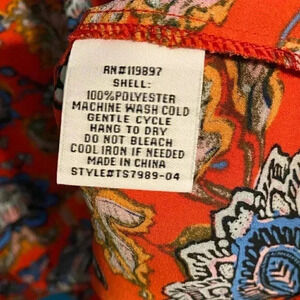 RN#119897
SHELL:
100%POLYESTER
MACHINE WASH COLD
GENTLE CYCLE
HANG TO DRY
DO NOT BLEACH
COOL IRON IF NEEDED
MADE IN CHINA
STYLE#TS7989-04